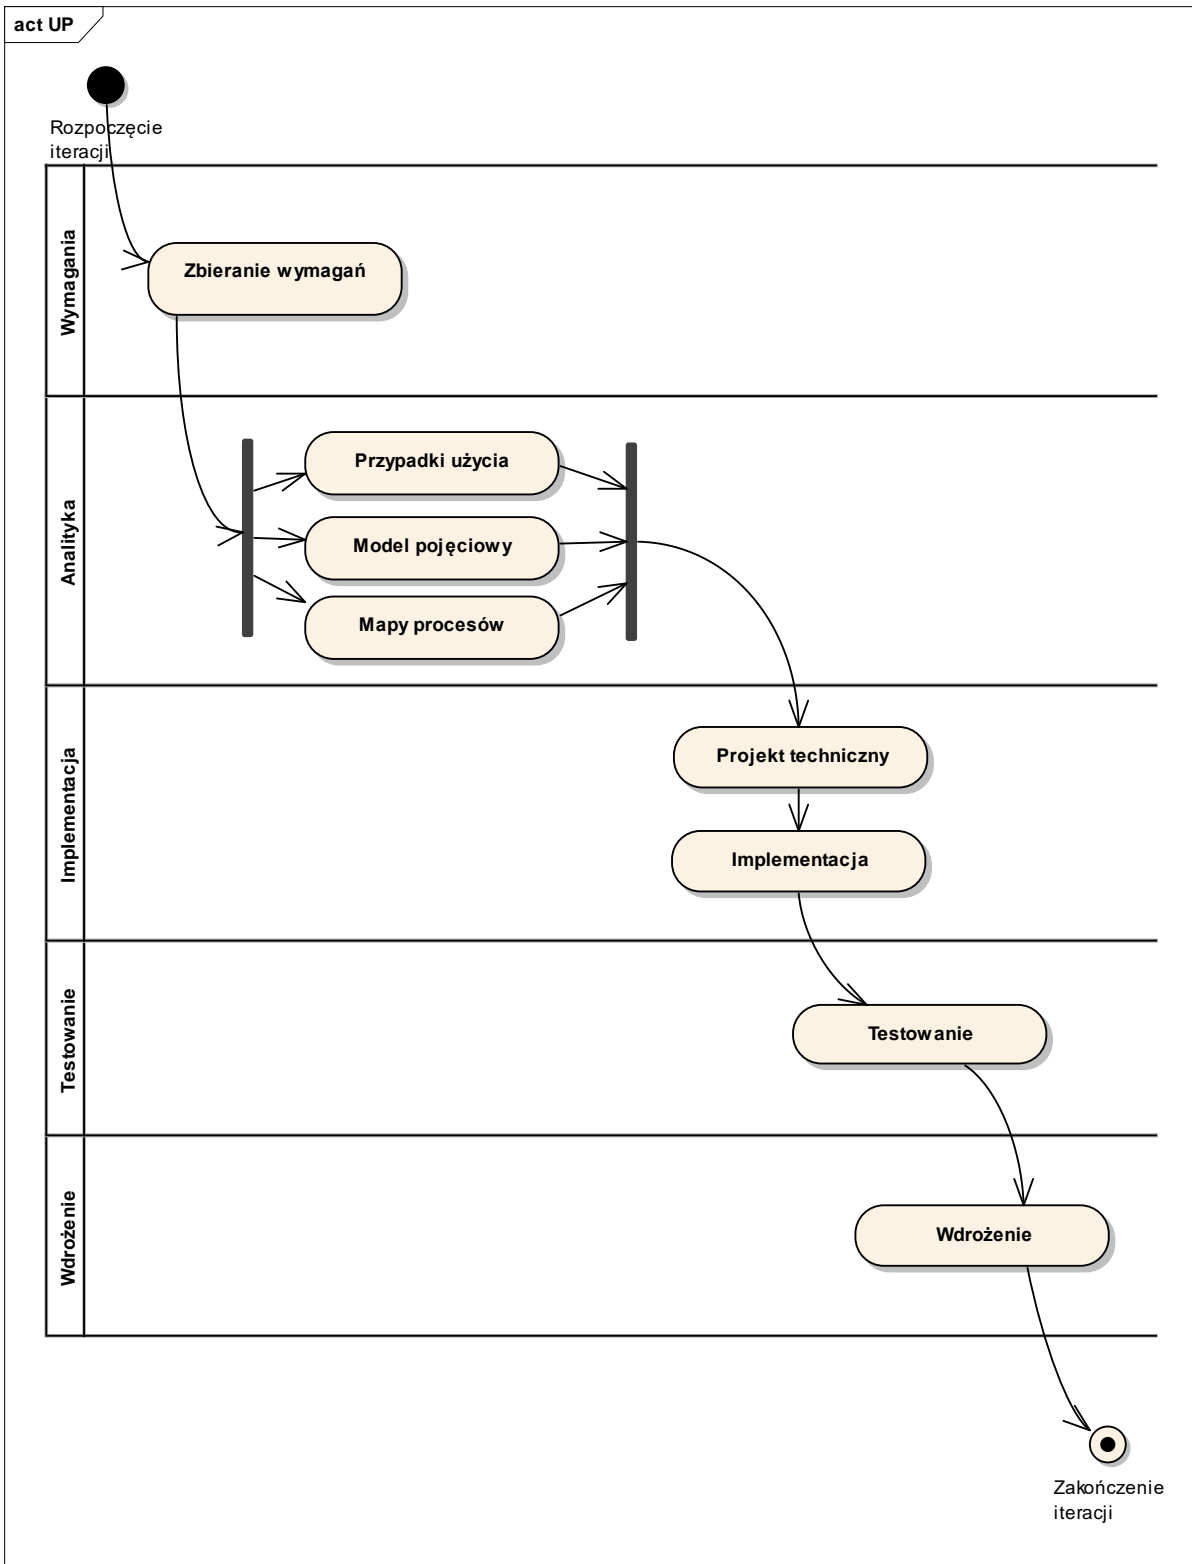 act UP
Rozpoczęcie
iteracji
Wymagania
Zbieranie wymagań
Analityka
Przypadki użycia
Model pojęciowy
Mapy procesów
Implementacja
Projekt techniczny
Implementacja
Testowanie
Testowanie
Wdrożenie
Wdrożenie
Zakończenie
iteracji